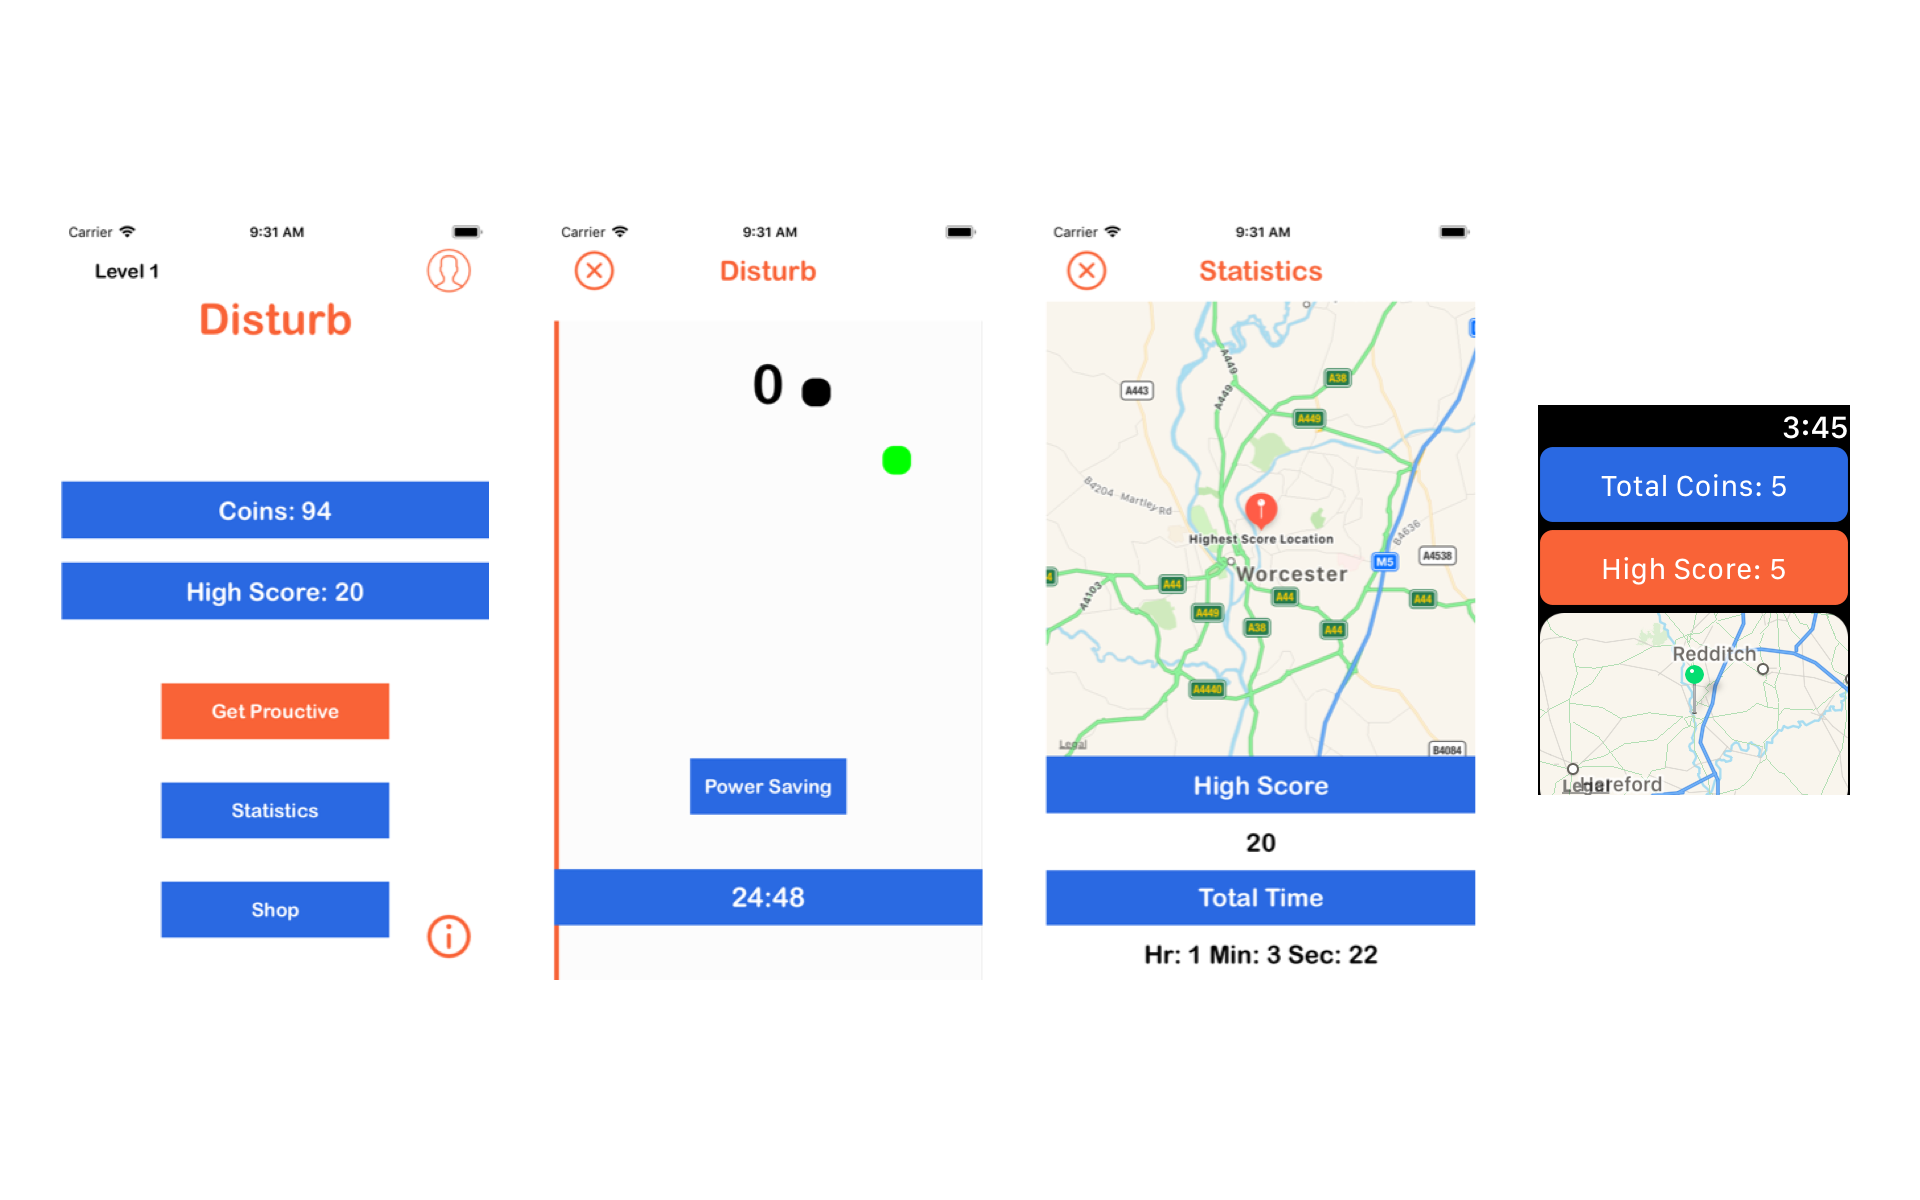 Carrier 9:31 AM
Level 1
Disturb
Coins: 94
High Score: 20
Get Prouctive
Statistics
Shop
Carrier 9:31 AM
Disturb
0
Power Saving
24:48
Carrier 9:31 AM
Statistics
A449
A449
A38
A443
A449
B4204
Martley Rd
Highest Score Location
B4636
M5
A4538
Worcester
4
A44
A44
A44
A4103
A449
A38
A44
A4440
Legal
B4084
High Score
20
Total Time
Hr: 1 Min: 3 Sec: 22
3:45
Total Coins: 5
High Score: 5
Redditch
Legal
Hereford